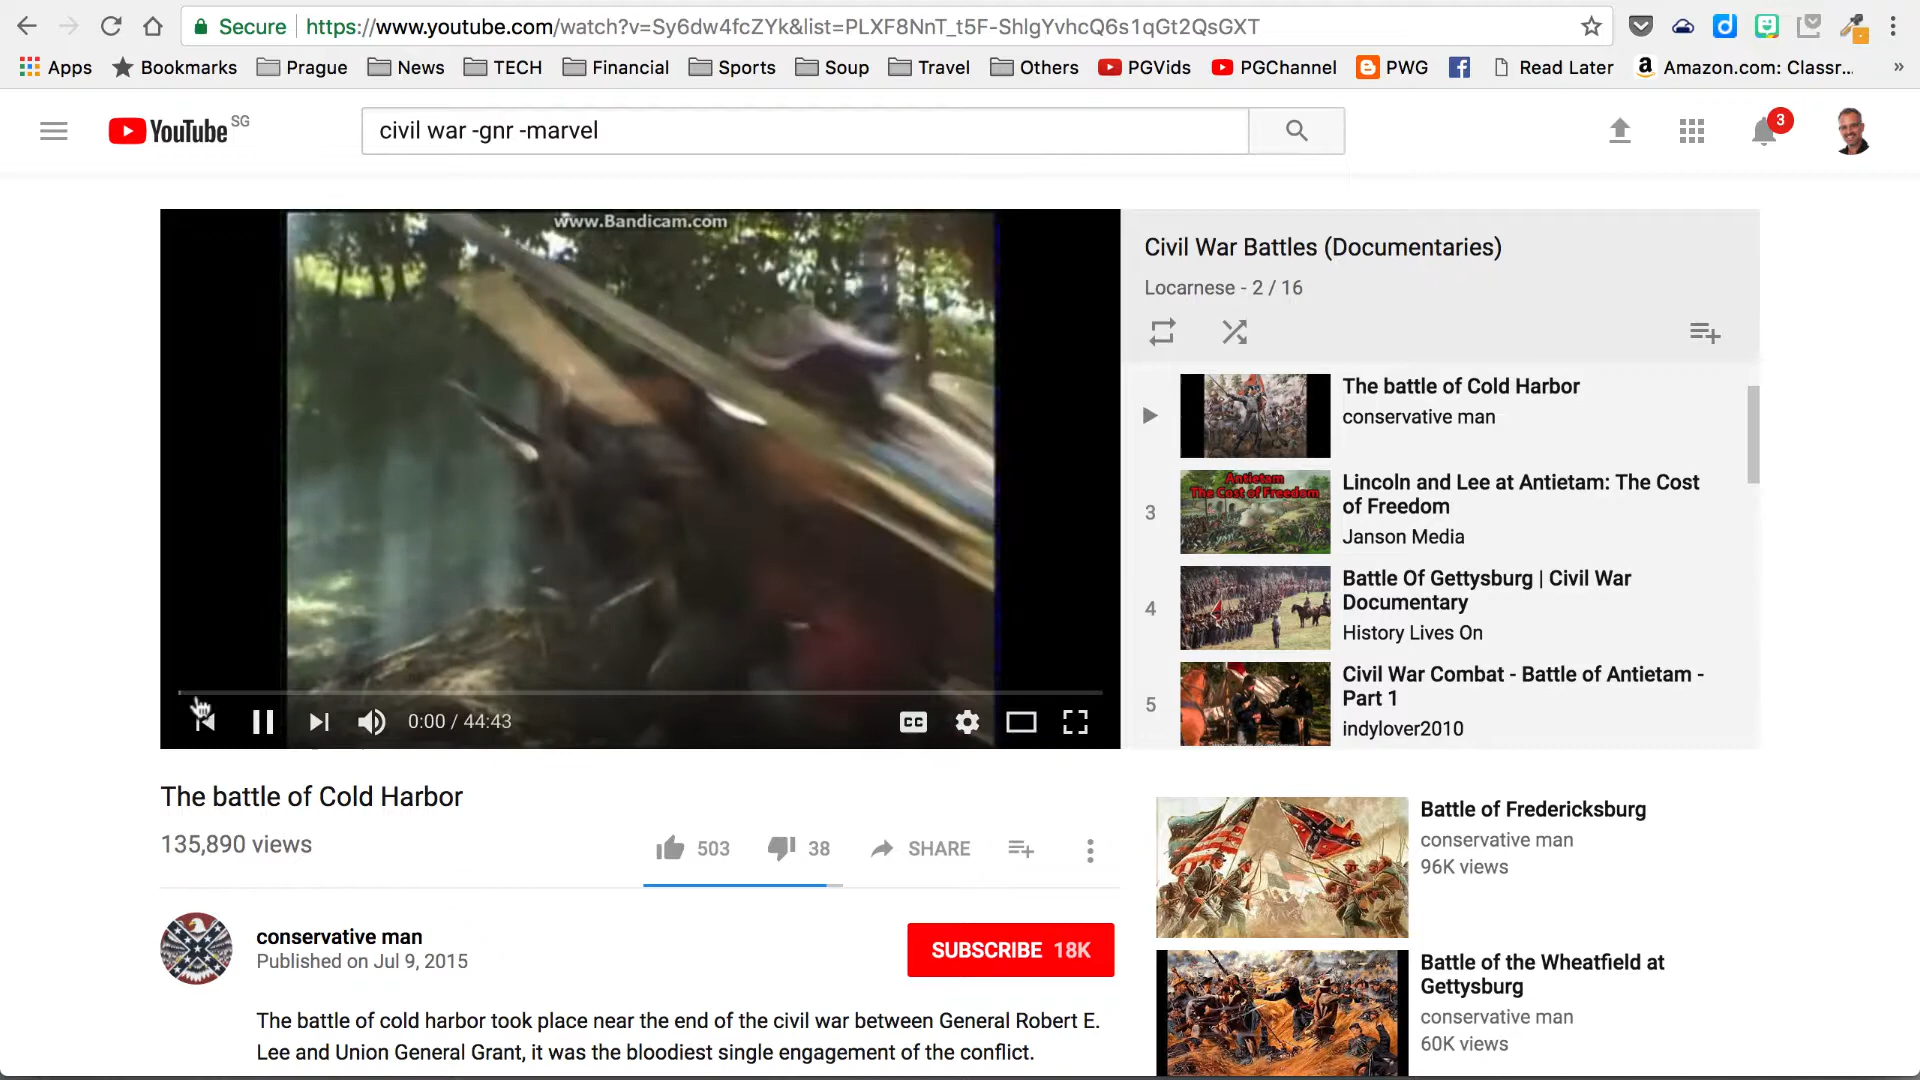 Secure https://www.youtube.com/watch?v=Sy6dw4fcZYk&list=PLXF8NnT_t5F-ShlgYvhcQ6s1qGt2QsGXT
Apps Bookmarks Prague News TECH Financial Sports Soup Travel Others PGVids PGChannel PWG Read Later Amazon.com: Classr... »
YouTube SG
civil war -gnr -marvel
3
www.Bandicam.com
0:00 / 44:43
CC
Civil War Battles (Documentaries)
Locarnese - 2 / 16
The battle of Cold Harbor
conservative man
3
Antietam
The Cost of Freedom
Lincoln and Lee at Antietam: The Cost
of Freedom
Janson Media
4
Battle Of Gettysburg | Civil War
Documentary
History Lives On
5
Civil War Combat - Battle of Antietam -
Part 1
indylover2010
The battle of Cold Harbor
135,890 views
503
38
SHARE
conservative man
Published on Jul 9, 2015
SUBSCRIBE 18K
The battle of cold harbor took place near the end of the civil war between General Robert E.
Lee and Union General Grant, it was the bloodiest single engagement of the conflict.
Battle of Fredericksburg
conservative man
96K views
Battle of the Wheatfield at
Gettysburg
conservative man
60K views